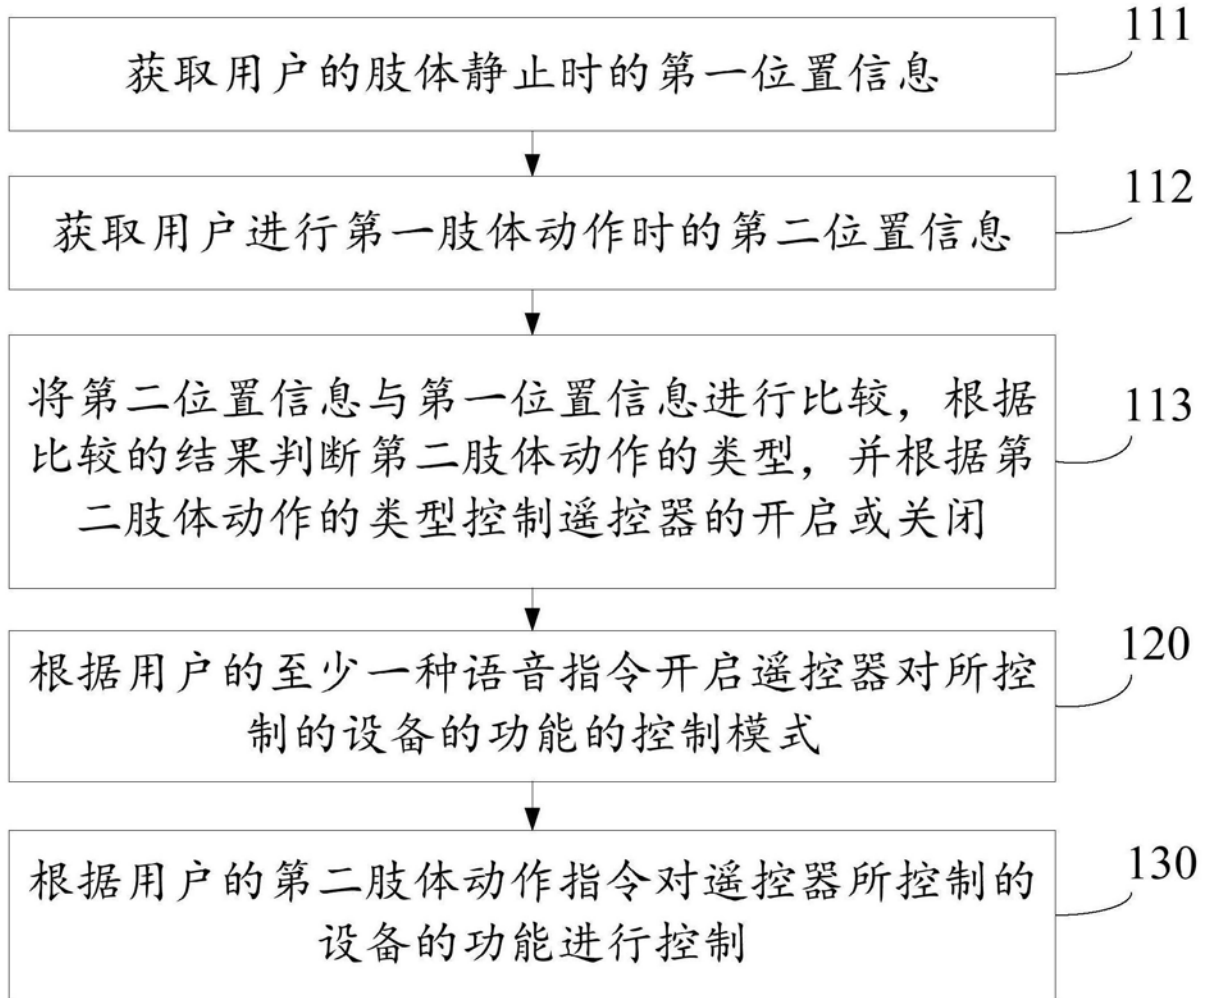 111
获取用户的肢体静止时的第一位置信息
112
获取用户进行第一肢体动作时的第二位置信息
113
将第二位置信息与第一位置信息进行比较，根据
比较的结果判断第二肢体动作的类型，并根据第
二肢体动作的类型控制遥控器的开启或关闭
120
根据用户的至少一种语音指令开启遥控器对所控
制的设备的功能的控制模式
130
根据用户的第二肢体动作指令对遥控器所控制的
设备的功能进行控制